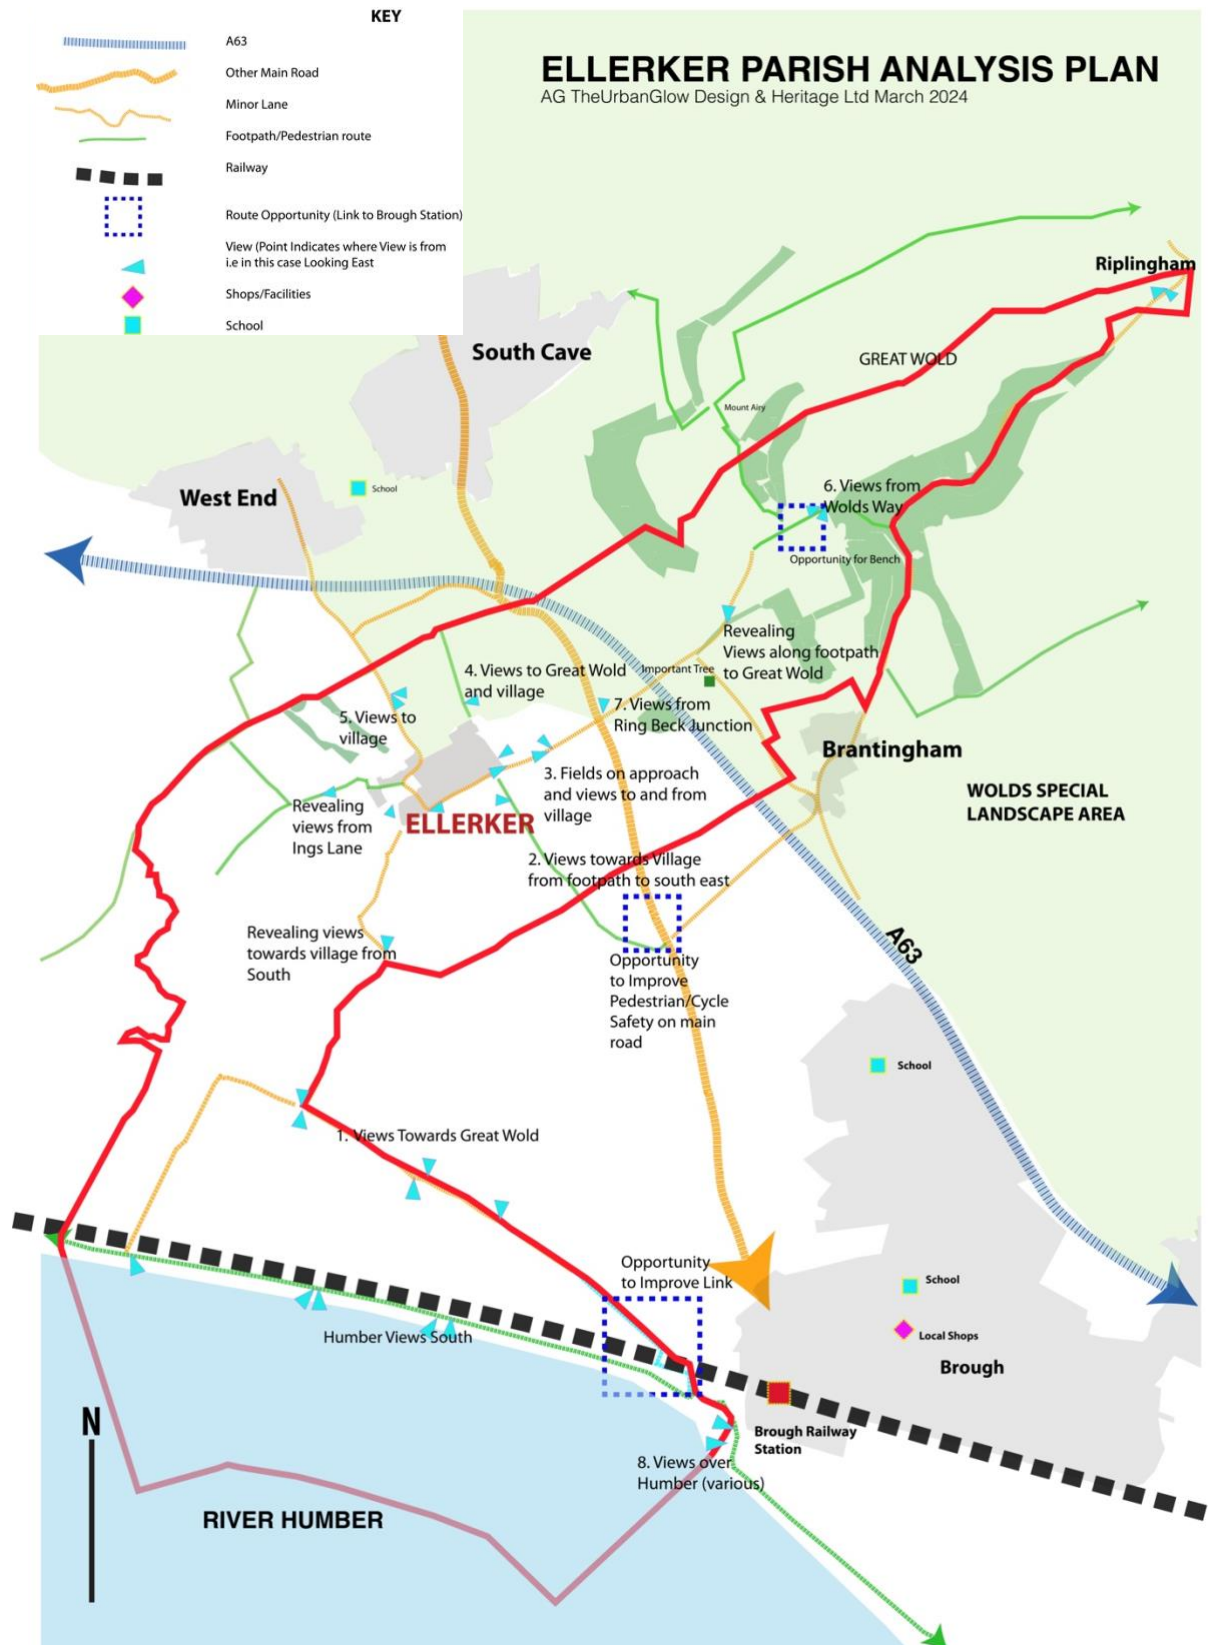 KEY
A63
Other Main Road
Minor Lane
Footpath/Pedestrian route
Railway
Route Opportunity (Link to Brough Station)
View (Point Indicates where View is from
i.e in this case Looking East
Shops/Facilities
School
ELLERKER PARISH ANALYSIS PLAN
AG TheUrbanGlow Design & Heritage Ltd March 2024
Riplingham
South Cave
GREAT WOLD
Mount Airy
West End
School
6. Views from
Wolds Way
Opportunity for Bench
Revealing
Views along footpath
to Great Wold
Important Tree
4. Views to Great Wold
and village
7. Views from
Ring Beck Junction
5. Views to
village
Brantingham
3. Fields on approach
and views to and from
village
WOLDS SPECIAL
LANDSCAPE AREA
Revealing
views from
Ings Lane
ELLERKER
2. Views towards Village
from footpath to south east
Revealing views
towards village from
South
A63
Opportunity
to Improve
Pedestrian/Cycle
Safety on main
road
School
1. Views Towards Great Wold
Opportunity
to Improve Link
School
Local Shops
Humber Views South
Brough
N
Brough Railway
Station
8. Views over
Humber (various)
RIVER HUMBER